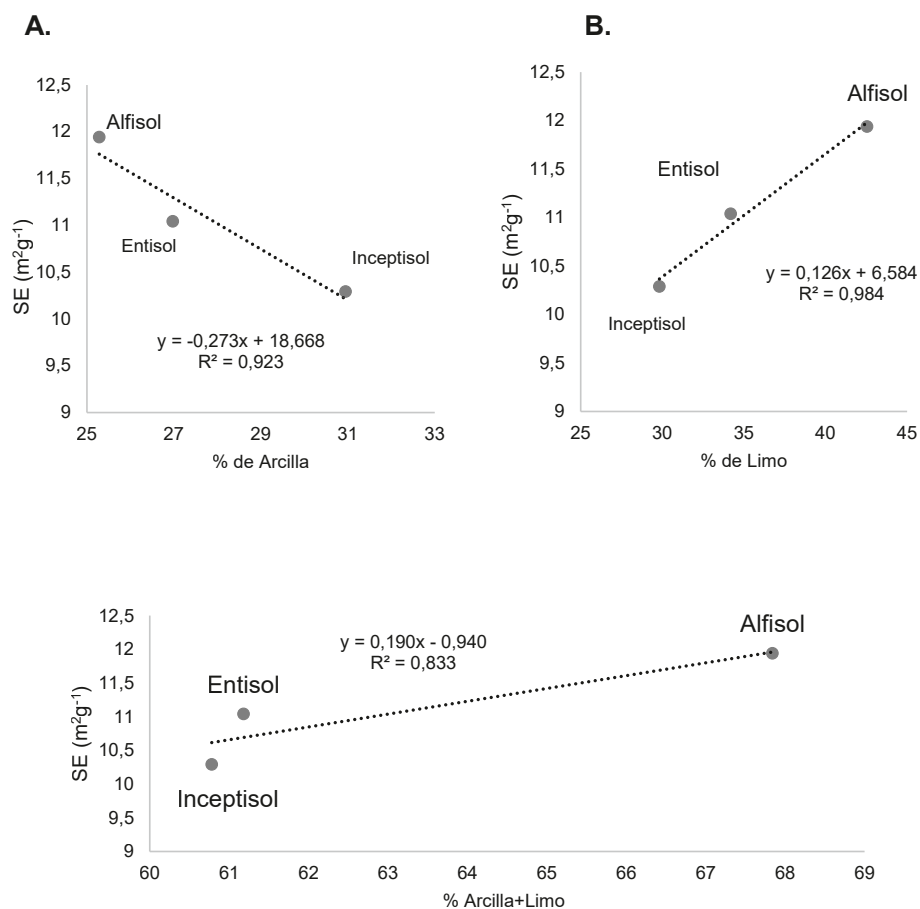 A.
12,5
12
11,5
11
10,5
10
9,5
9
SE (m²g⁻¹)
Alfisol
Entisol
Inceptisol
y = -0,273x + 18,668
R² = 0,923
25 27 29 31 33
% de Arcilla
B.
12,5
12
11,5
11
10,5
10
9,5
9
SE (m²g⁻¹)
Alfisol
Entisol
y = 0,126x + 6,584
R² = 0,984
Inceptisol
25 30 35 40 45
% de Limo
12,5
12
11,5
11
10,5
10
9,5
9
SE (m²g⁻¹)
y = 0,190x - 0,940
R² = 0,833
Alfisol
Entisol
Inceptisol
60 61 62 63 64 65 66 67 68 69
% Arcilla+Limo